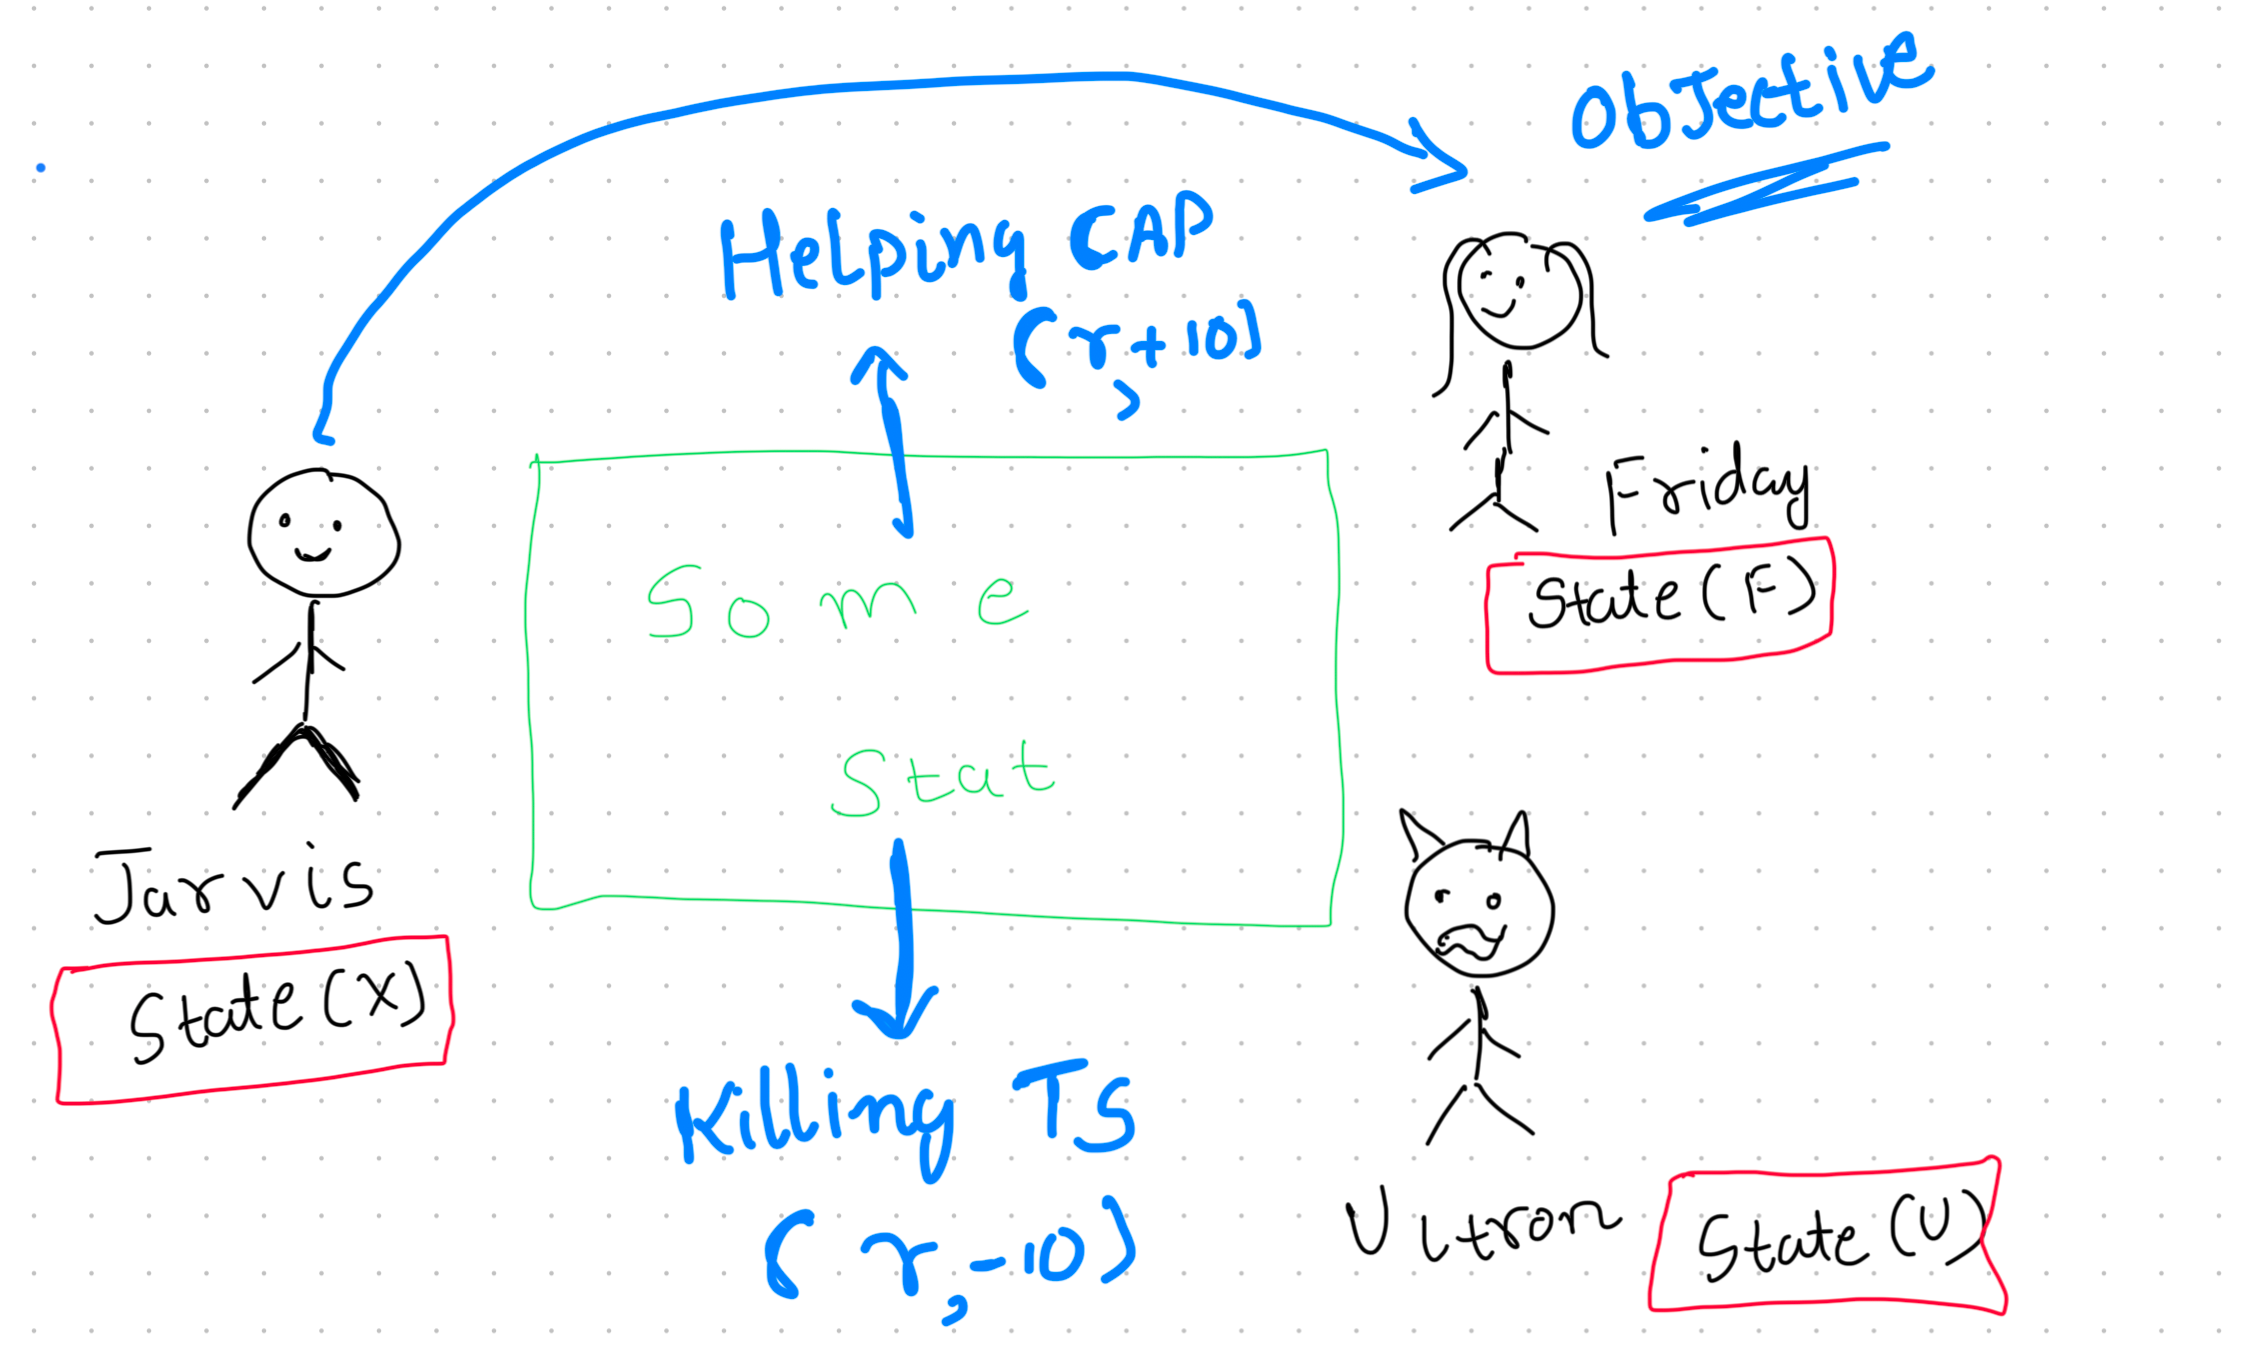 Objective
Helping CAP
(r, +10)
Friday
State (F)
Some
Stat
Jarvis
State (X)
Killing TS
(r, -10)
Ultron
State (U)